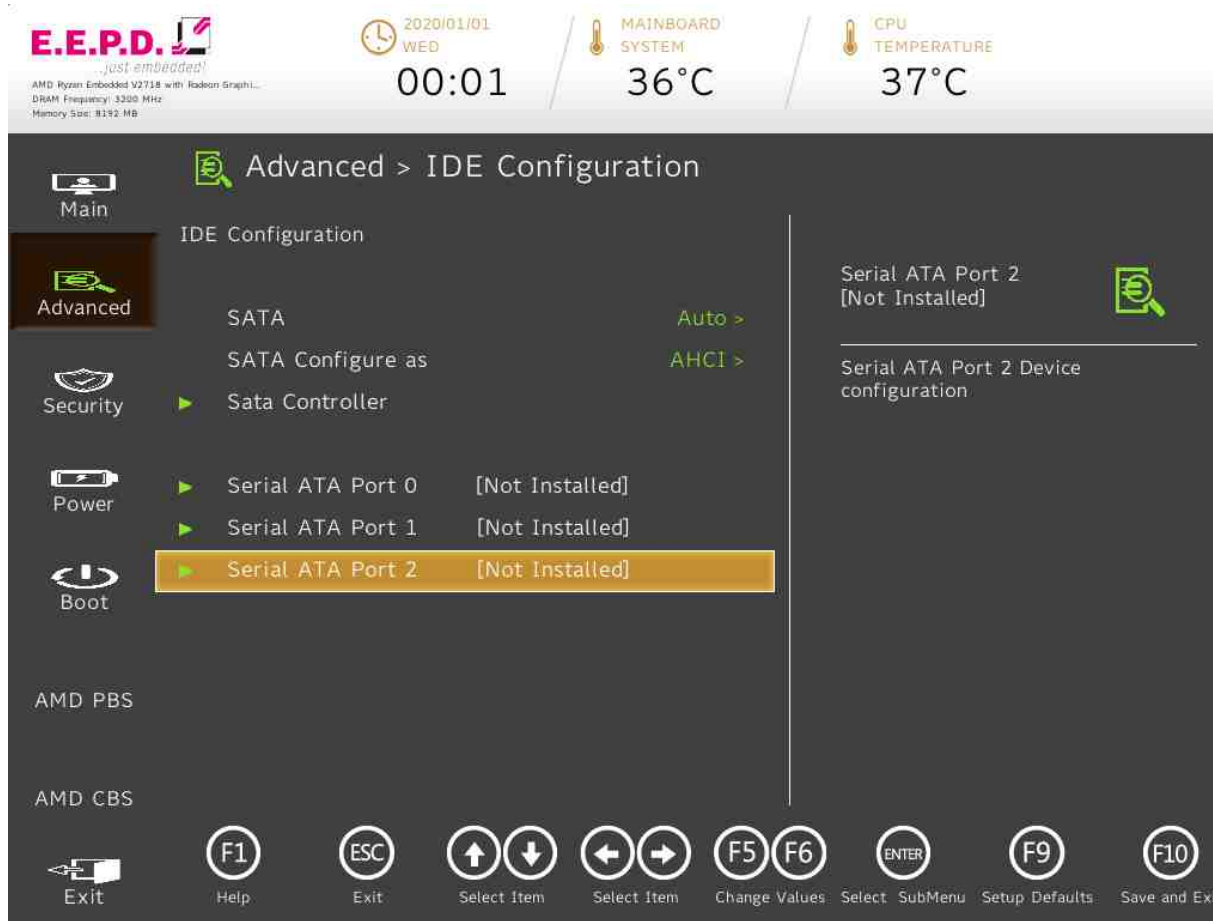 E.E.P.D.
...just embedded!
AMD Ryzen Embedded V2718 with Radeon Graphi...
DRAM Frequency: 3200 MHz
Memory Size: 8192 MB
2020/01/01
WED
00:01
MAINBOARD
SYSTEM
36°C
CPU
TEMPERATURE
37°C
Main
Advanced
Security
Power
Boot
AMD PBS
AMD CBS
Exit
Advanced > IDE Configuration
IDE Configuration
SATA Auto >
SATA Configure as AHCI >
Sata Controller
Serial ATA Port 0 [Not Installed]
Serial ATA Port 1 [Not Installed]
Serial ATA Port 2 [Not Installed]
Serial ATA Port 2
[Not Installed]
Serial ATA Port 2 Device
configuration
F1 Help
ESC Exit
Select Item
Select Item
F5 F6 Change Values
ENTER Select SubMenu
F9 Setup Defaults
F10 Save and Ex